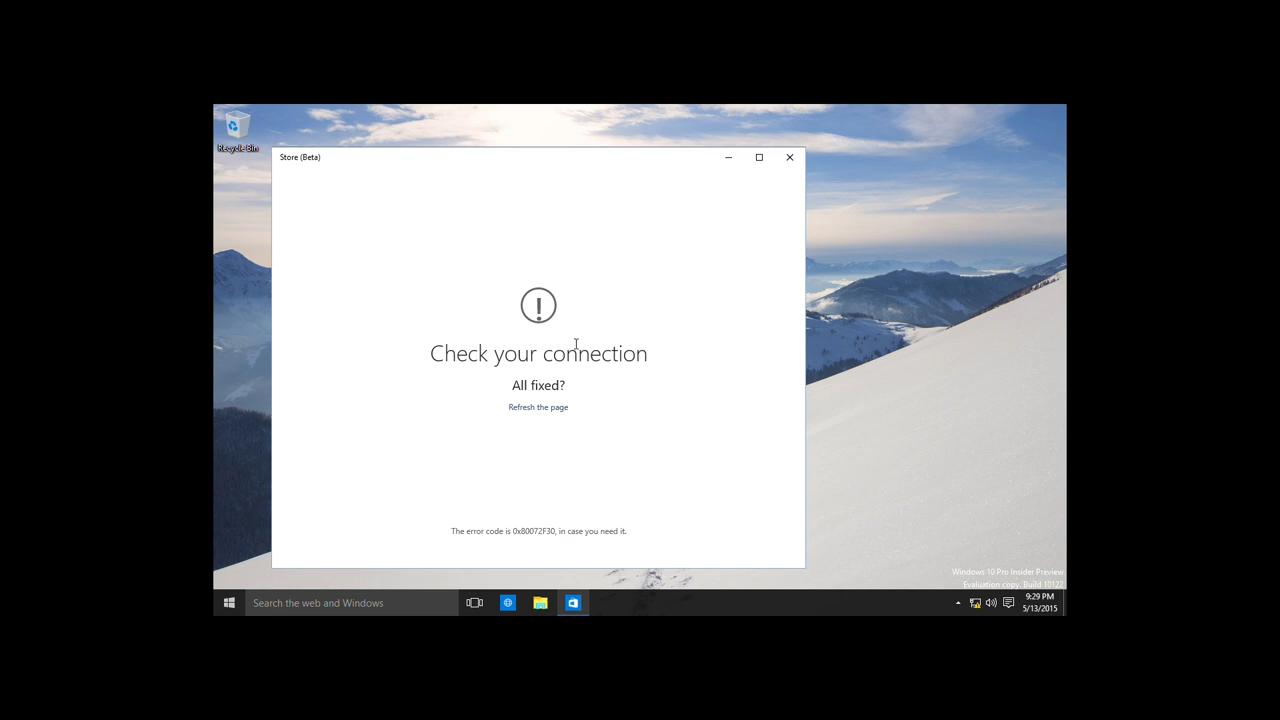 Recycle Bin
Store (Beta)
Check your connection
All fixed?
Refresh the page
The error code is 0x80072F30, in case you need it.
Windows 10 Pro Insider Preview
Evaluation copy. Build 10122
Search the web and Windows
9:29 PM
5/13/2015